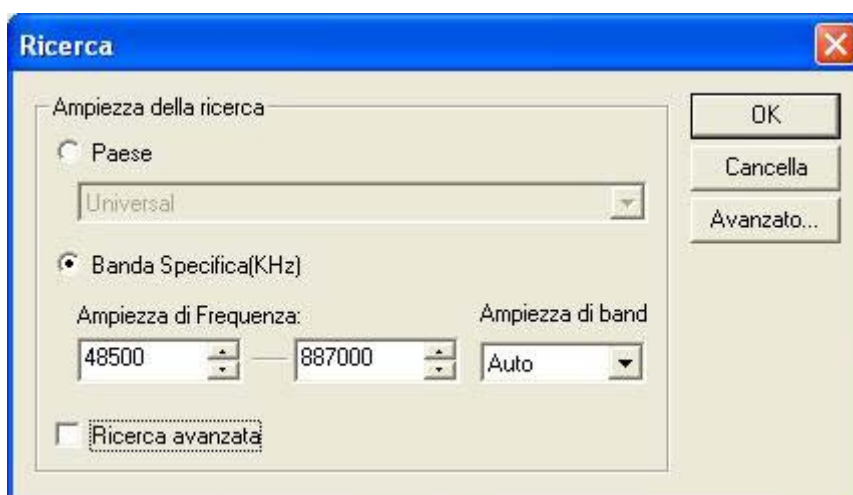 Ricerca
Ampiezza della ricerca
OK
Paese
Cancella
Universal
Avanzato...
Banda Specifica(KHz)
Ampiezza di Frequenza:
Ampiezza di band
48500
887000
Auto
Ricerca avanzata